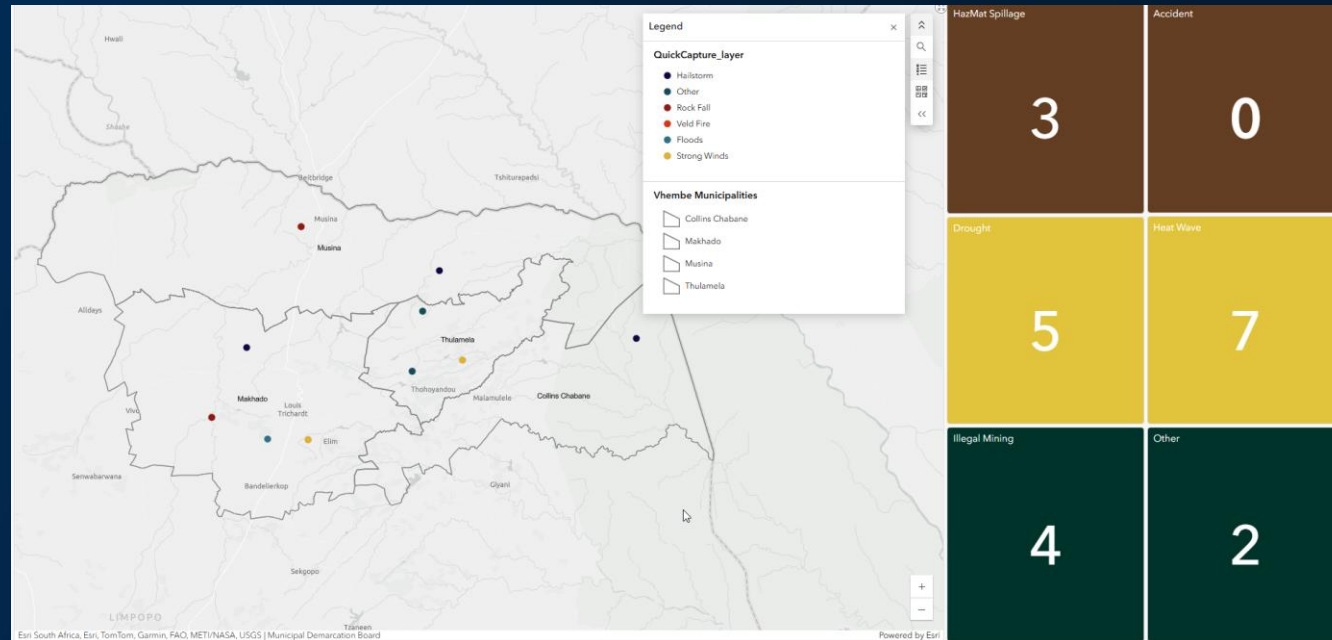 Hwali
Shashe
Beitbridge
Tshiturapadsi
Musina
Musina
Alldays
Thulamela
Thohoyandou
Malamulele
Collins Chabane
Makhado
Louis
Trichardt
Vivo
Elim
Senwabarwana
Bandelierkop
Giyani
Sekgopo
LIMPOPO
Tzaneen
Esri South Africa, Esri, TomTom, Garmin, FAO, METI/NASA, USGS | Municipal Demarcation Board
Powered by Esri
Legend
QuickCapture_layer
Hailstorm
Other
Rock Fall
Veld Fire
Floods
Strong Winds
Vhembe Municipalities
Collins Chabane
Makhado
Musina
Thulamela
HazMat Spillage
3
Accident
0
Drought
5
Heat Wave
7
Illegal Mining
4
Other
2